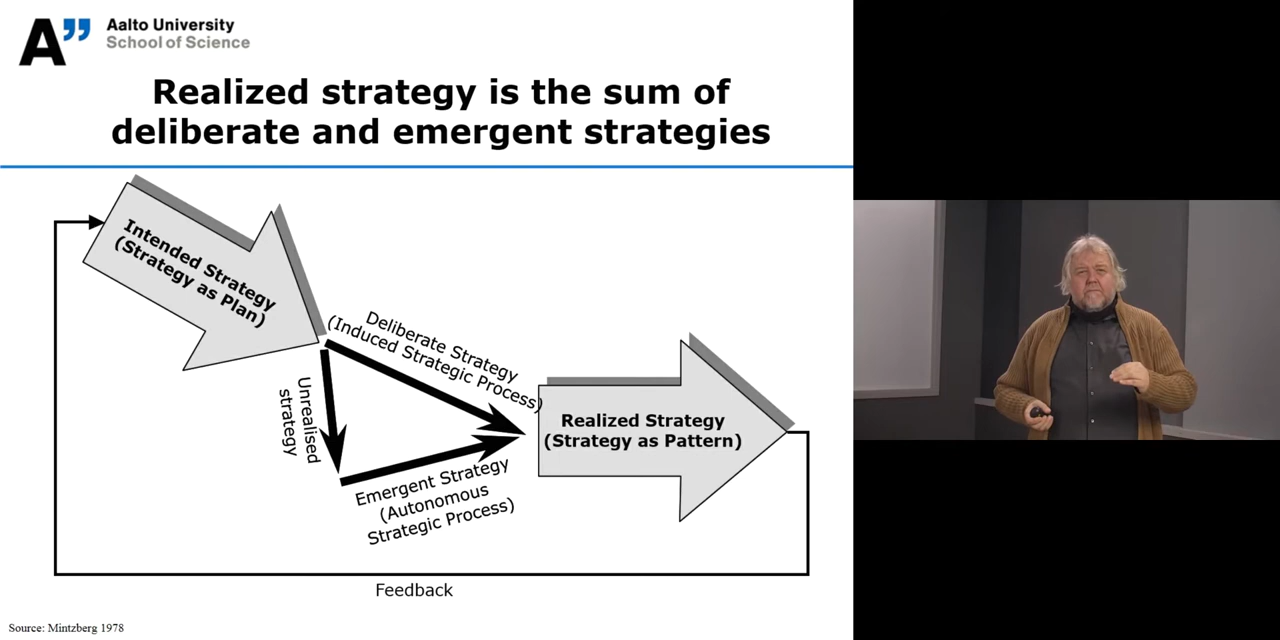 A”
Aalto University
School of Science
Realized strategy is the sum of
deliberate and emergent strategies
Intended Strategy
(Strategy as Plan)
Deliberate Strategy
(Induced Strategic Process)
Unrealised
strategy
Realized Strategy
(Strategy as Pattern)
Emergent Strategy
(Autonomous
Strategic Process)
Feedback
Source: Mintzberg 1978